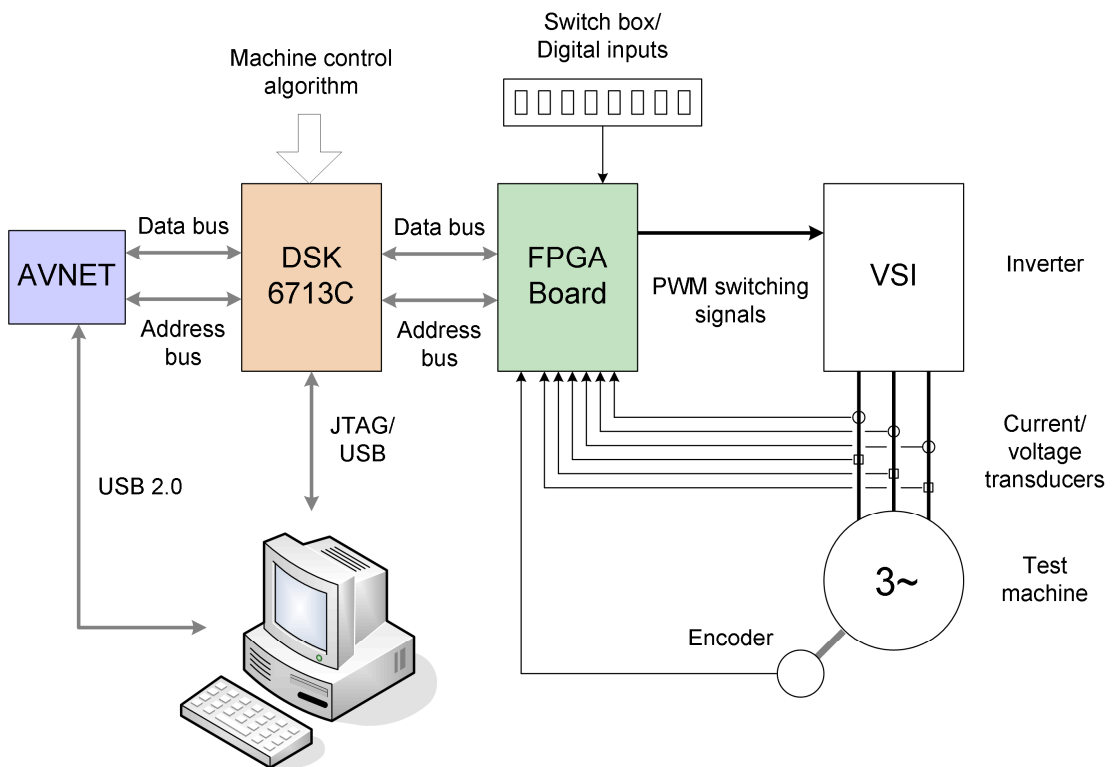 Switch box/
Digital inputs
Machine control
algorithm
Data bus
Data bus
AVNET
DSK
6713C
FPGA
Board
VSI
Inverter
PWM switching
signals
Address
bus
Address
bus
JTAG/
USB
Current/
voltage
transducers
USB 2.0
3~
Test
machine
Encoder